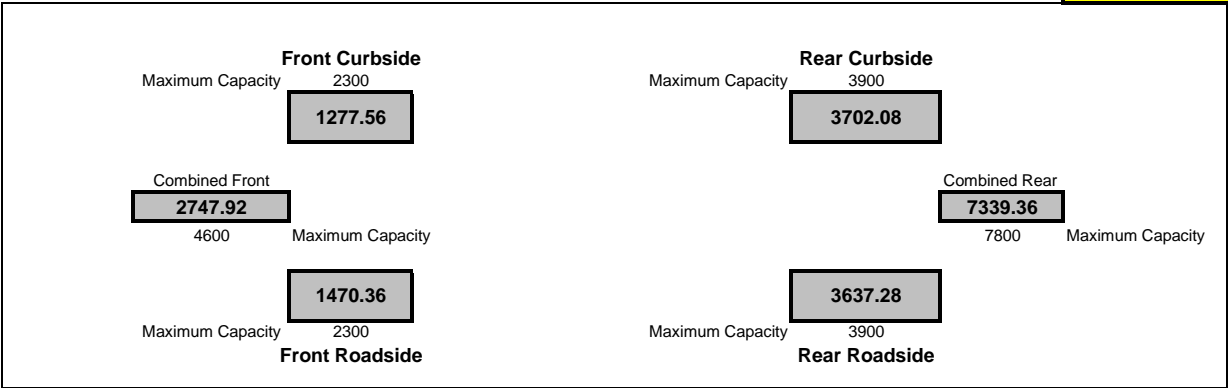 Front Curbside
Rear Curbside
Maximum Capacity 2300
Maximum Capacity 3900
1277.56
3702.08
Combined Front
Combined Rear
2747.92
7339.36
4600 Maximum Capacity
7800 Maximum Capacity
1470.36
3637.28
Maximum Capacity 2300
Maximum Capacity 3900
Front Roadside
Rear Roadside